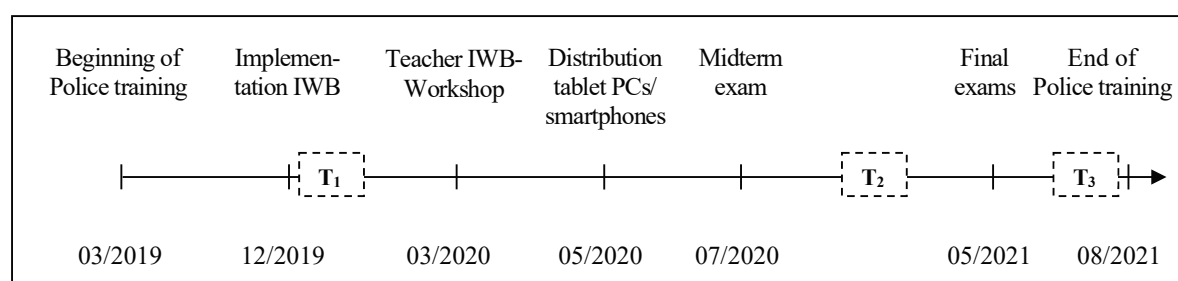 Beginning of
Police training
Implemen-
tation IWB
Teacher IWB-
Workshop
Distribution
tablet PCs/
smartphones
Midterm
exam
Final
exams
End of
Police training
T₁
T₂
T₃
03/2019
12/2019
03/2020
05/2020
07/2020
05/2021
08/2021